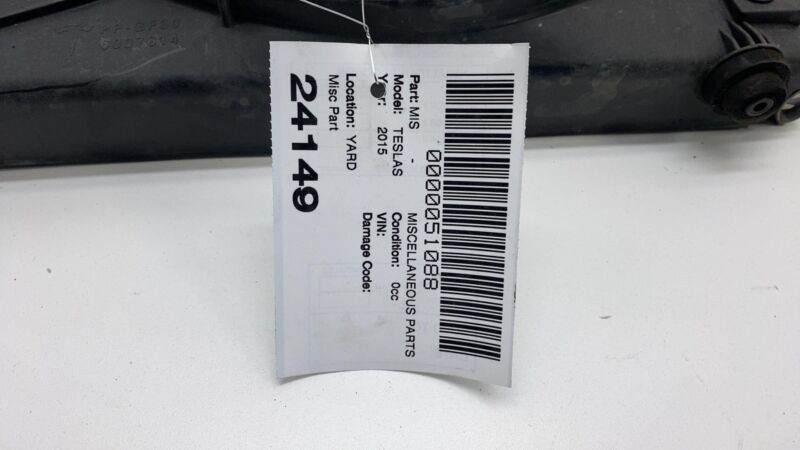 0000051088
Part: MIS - MISCELLANEOUS PARTS
Model: TESLAS Condition: 0cc
Year: 2015 VIN:
Damage Code:
Location: YARD
Misc Part
24149